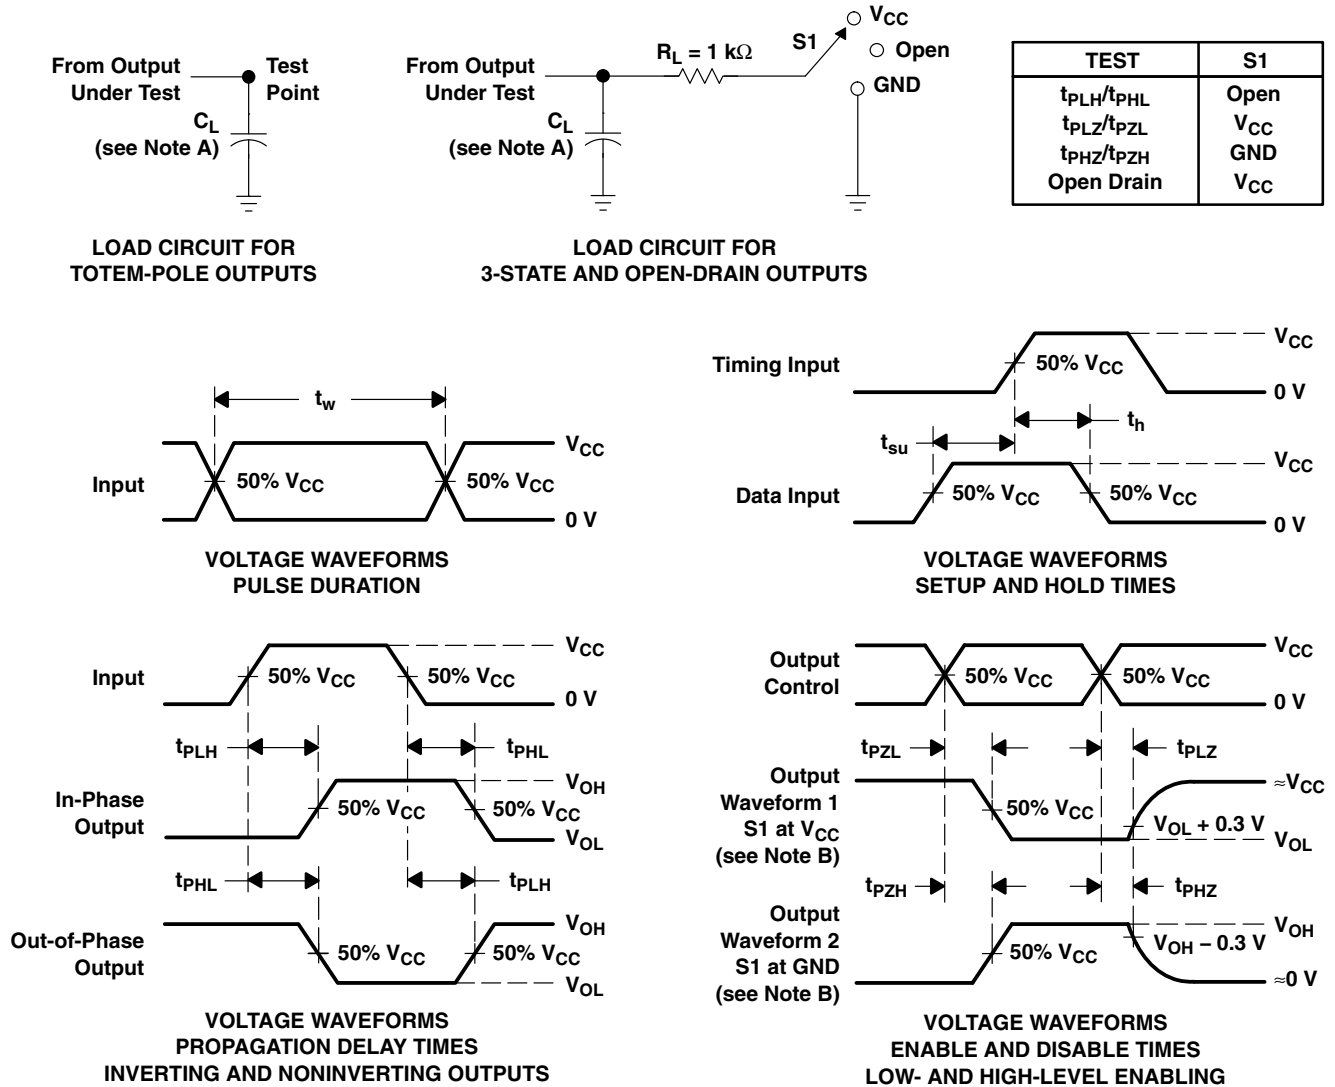 From Output
Under Test
Test
Point
CL
(see Note A)
LOAD CIRCUIT FOR
TOTEM-POLE OUTPUTS
From Output
Under Test
RL = 1 kΩ
S1
VCC
Open
GND
CL
(see Note A)
LOAD CIRCUIT FOR
3-STATE AND OPEN-DRAIN OUTPUTS
TEST S1
tPLH/tPHL Open
tPLZ/tPZL VCC
tPHZ/tPZH GND
Open Drain VCC
tw
Input
50% VCC
50% VCC
VCC
0 V
VOLTAGE WAVEFORMS
PULSE DURATION
Timing Input
50% VCC
VCC
0 V
th
tsu
Data Input
50% VCC
50% VCC
VCC
0 V
VOLTAGE WAVEFORMS
SETUP AND HOLD TIMES
Input
50% VCC
50% VCC
VCC
0 V
tPLH
tPHL
In-Phase
Output
50% VCC
50% VCC
VOH
VOL
tPHL
tPLH
Out-of-Phase
Output
50% VCC
50% VCC
VOH
VOL
VOLTAGE WAVEFORMS
PROPAGATION DELAY TIMES
INVERTING AND NONINVERTING OUTPUTS
Output
Control
50% VCC
50% VCC
VCC
0 V
tPZL
tPLZ
Output
Waveform 1
S1 at VCC
(see Note B)
50% VCC
VOL + 0.3 V
≈VCC
VOL
tPZH
tPHZ
Output
Waveform 2
S1 at GND
(see Note B)
50% VCC
VOH − 0.3 V
VOH
≈0 V
VOLTAGE WAVEFORMS
ENABLE AND DISABLE TIMES
LOW- AND HIGH-LEVEL ENABLING